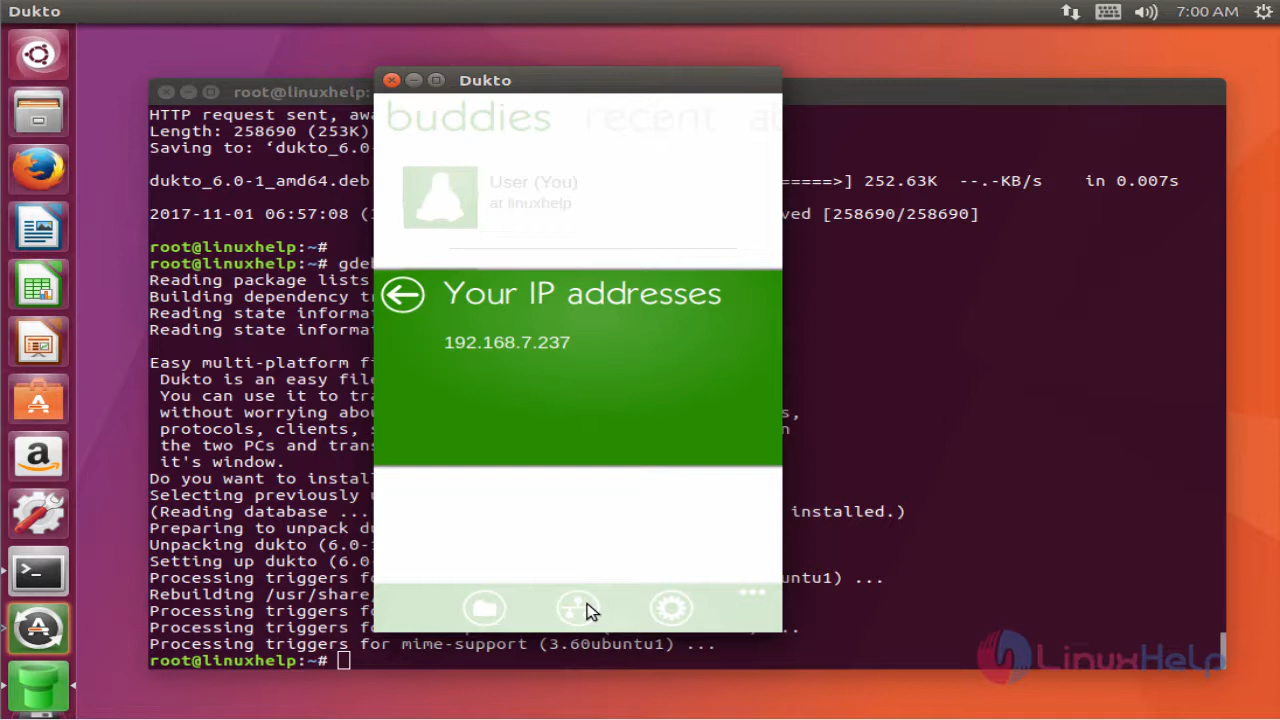 Dukto
7:00 AM
Dukto
root@linuxhelp:
HTTP request sent, awa
Length: 258690 (253K)
Saving to: ‘dukto_6.0
dukto_6.0-1_amd64.deb
=====>] 252.63K --.-KB/s in 0.007s
2017-11-01 06:57:08 (
ved [258690/258690]
root@linuxhelp:~#
root@linuxhelp:~# gde
Reading package lists
Building dependency t
Reading state informat
Reading state informat
Easy multi-platform f
Dukto is an easy file
You can use it to tra
without worrying abou
s,
protocols, clients, s
n
the two PCs and trans
it's window.
Do you want to instal
Selecting previously u
(Reading database ...
installed.)
Preparing to unpack du
Unpacking dukto (6.0-
Setting up dukto (6.0
Processing triggers fo
untu1) ...
Rebuilding /usr/share/
Processing triggers fo
Processing triggers fo
..
Processing triggers for mime-support (3.60ubuntu1) ...
root@linuxhelp:~#
buddies recent ab
User (You)
at linuxhelp
Your IP addresses
192.168.7.237
LinuxHelp